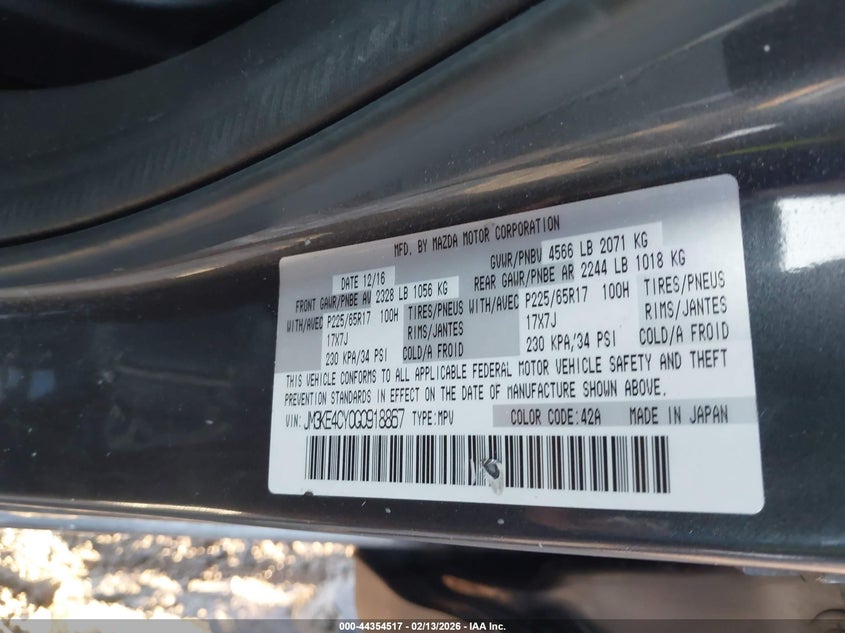 MFD. BY MAZDA MOTOR CORPORATION
DATE 12/16 GVWR/PNBV 4566 LB 2071 KG
FRONT GAWR/PNBE AV 2328 LB 1056 KG REAR GAWR/PNBE AR 2244 LB 1018 KG
WITH/AVEC P225/65R17 100H TIRES/PNEUS WITH/AVEC P225/65R17 100H TIRES/PNEUS
17X7J RIMS/JANTES 17X7J RIMS/JANTES
230 KPA/34 PSI COLD/A FROID 230 KPA,'34 PSI COLD/A FROID
THIS VEHICLE CONFORMS TO ALL APPLICABLE FEDERAL MOTOR VEHICLE SAFETY AND THEFT
PREVENTION STANDARDS IN EFFECT ON THE DATE OF MANUFACTURE SHOWN ABOVE.
VIN: JM3KE4CY0G0918867 TYPE:MPV COLOR CODE:42A MADE IN JAPAN
000-44354517 - 02/13/2026 - IAA Inc.